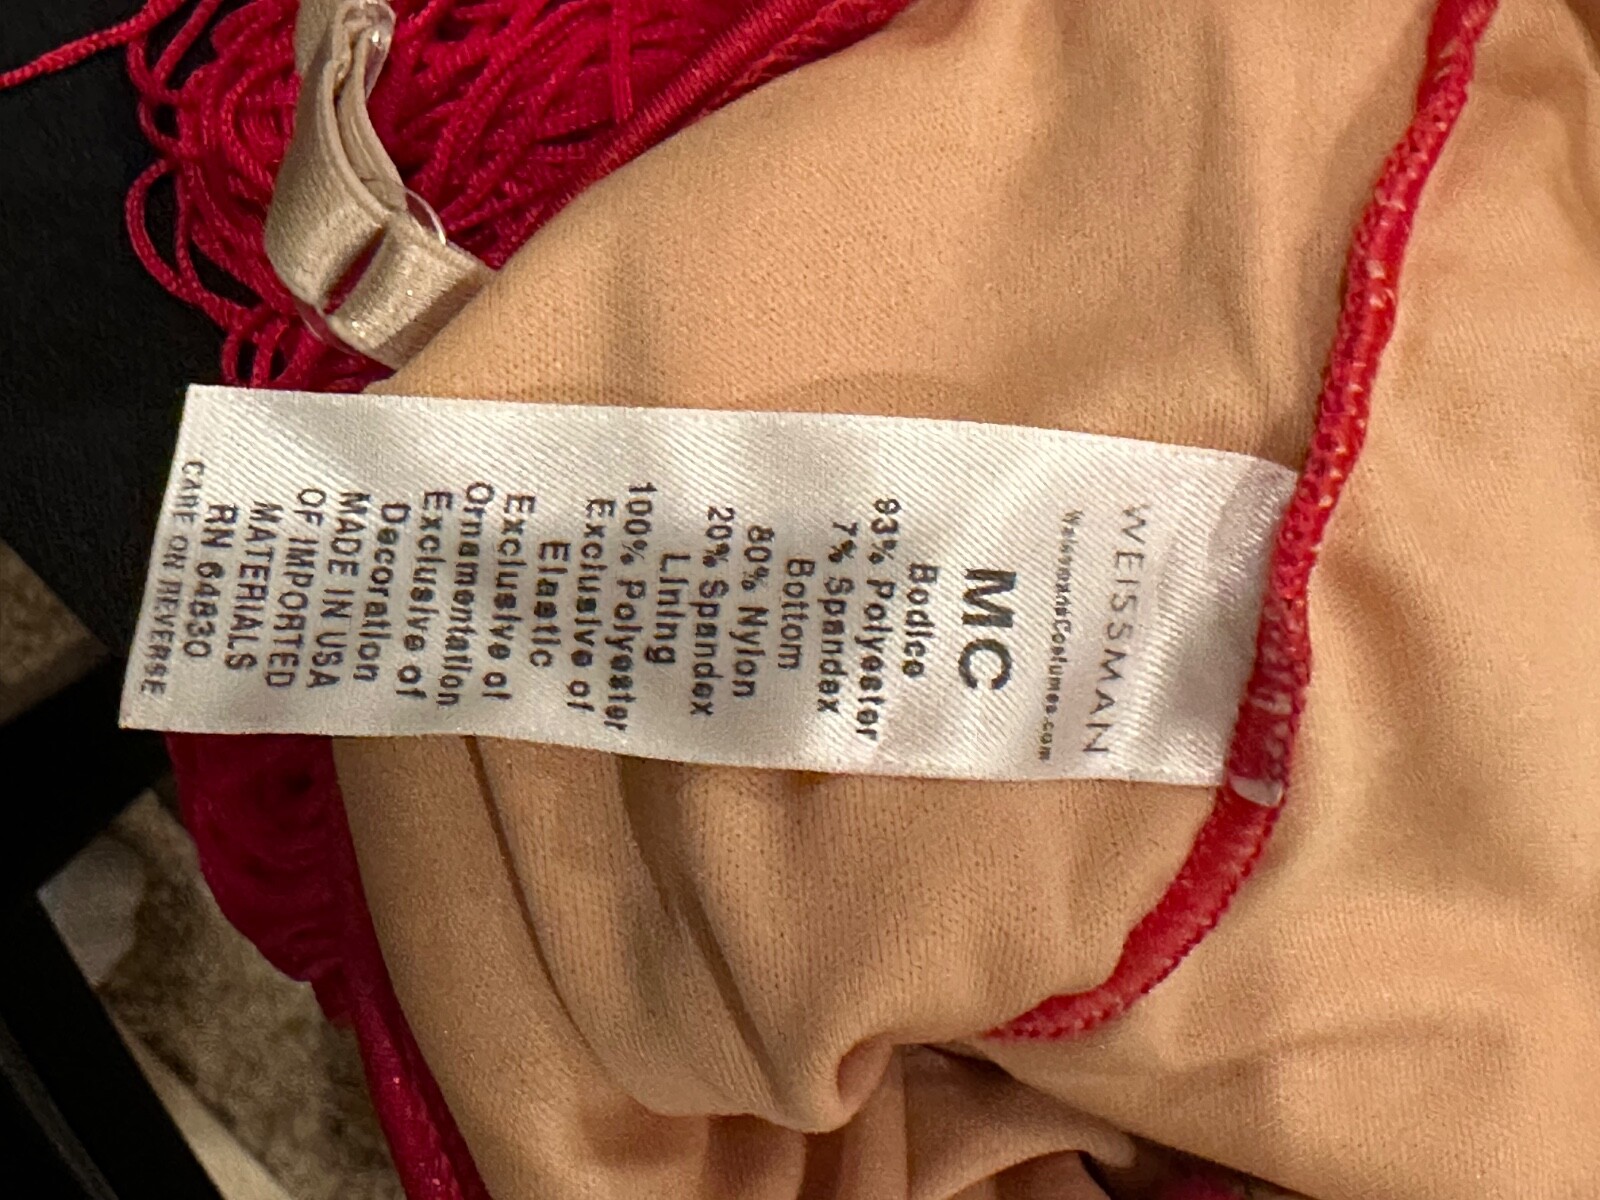 WEISSMAN
WeissmansCostumes.com
MC
Bodice
93% Polyester
7% Spandex
Bottom
80% Nylon
20% Spandex
Lining
100% Polyester
Exclusive of
Elastic
Exclusive of
Ornamentation
Exclusive of
Decoration
MADE IN USA
OF IMPORTED
MATERIALS
RN 64830
CARE ON REVERSE